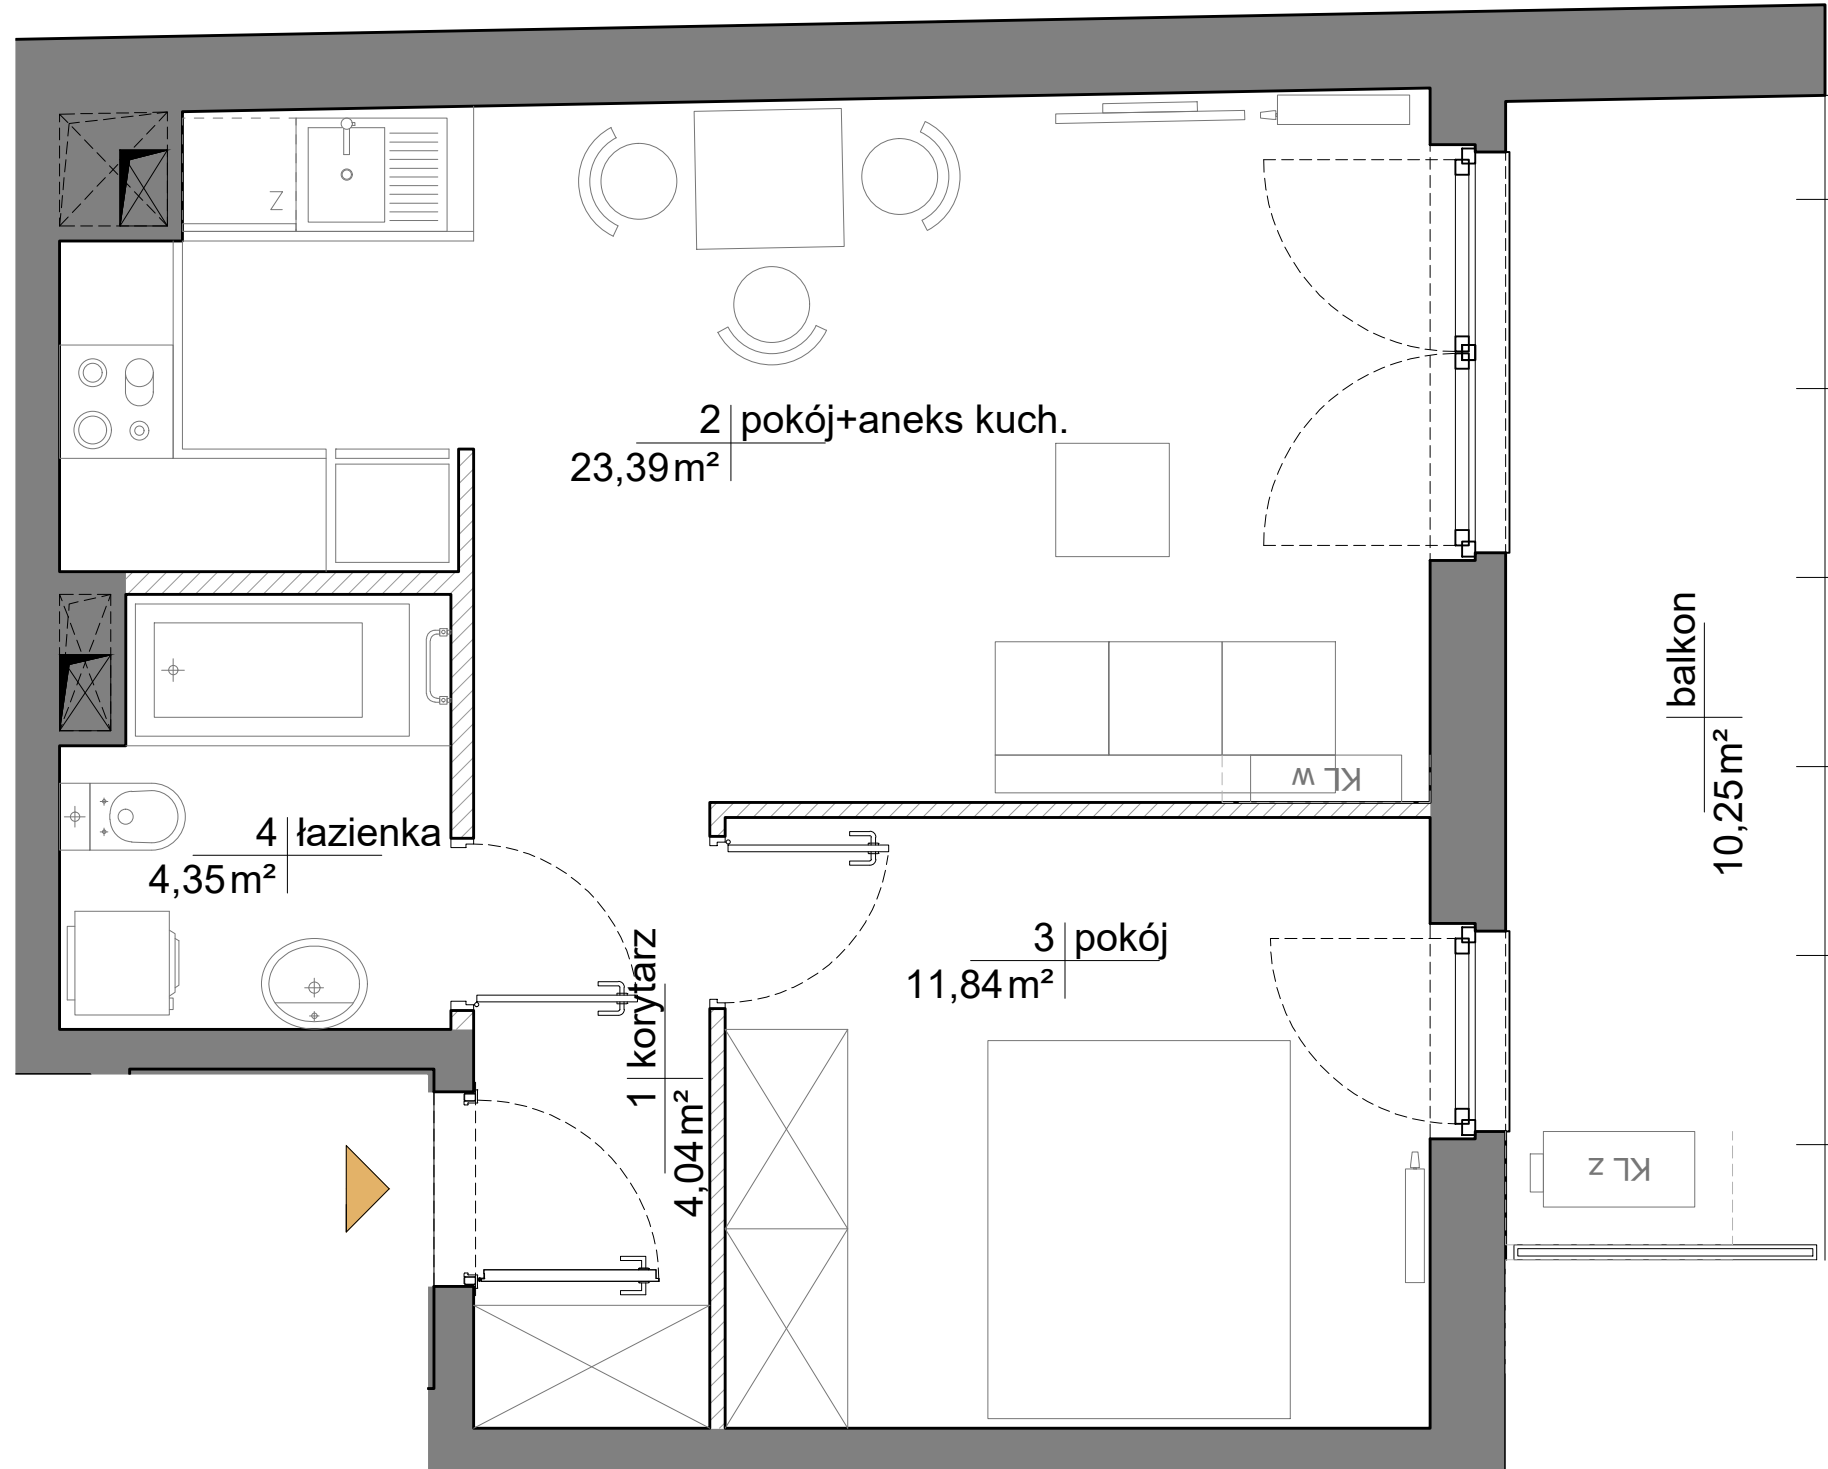 Z
2 pokój+aneks kuch.
23,39 m²
KL w
balkon
10,25 m²
4 łazienka
4,35 m²
1 korytarz
4,04 m²
3 pokój
11,84 m²
KL z